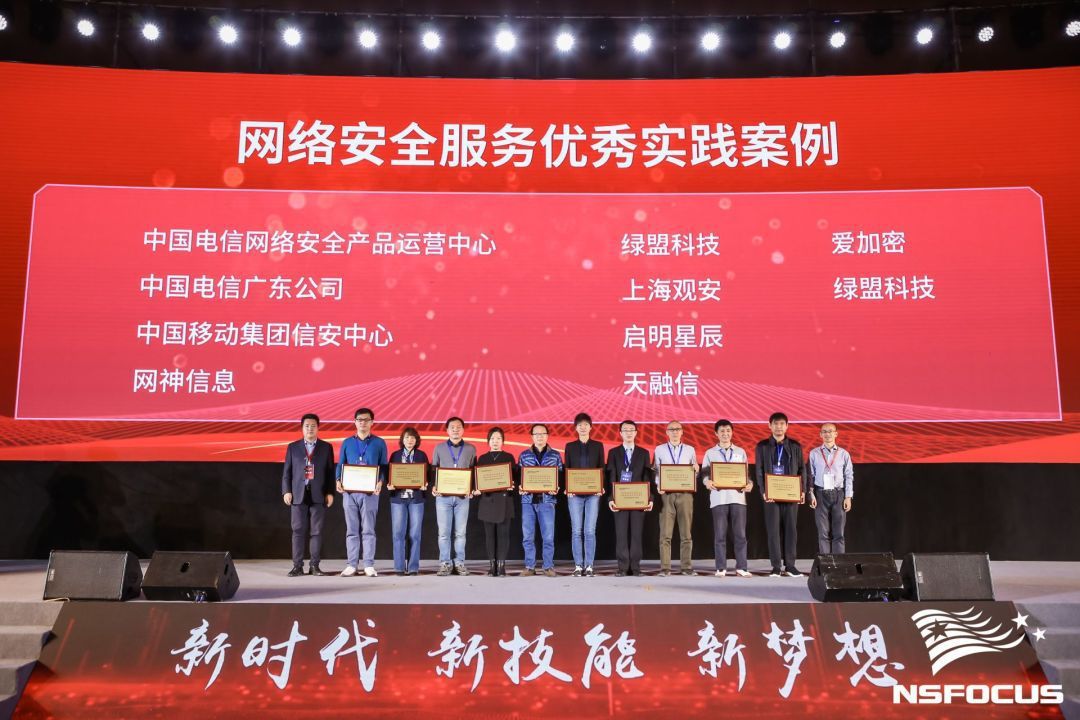 网络安全服务优秀实践案例
中国电信网络安全产品运营中心 绿盟科技 爱加密
中国电信广东公司 上海观安 绿盟科技
中国移动集团信安中心 启明星辰
网神信息 天融信
新时代 新技能 新梦想
NSFOCUS